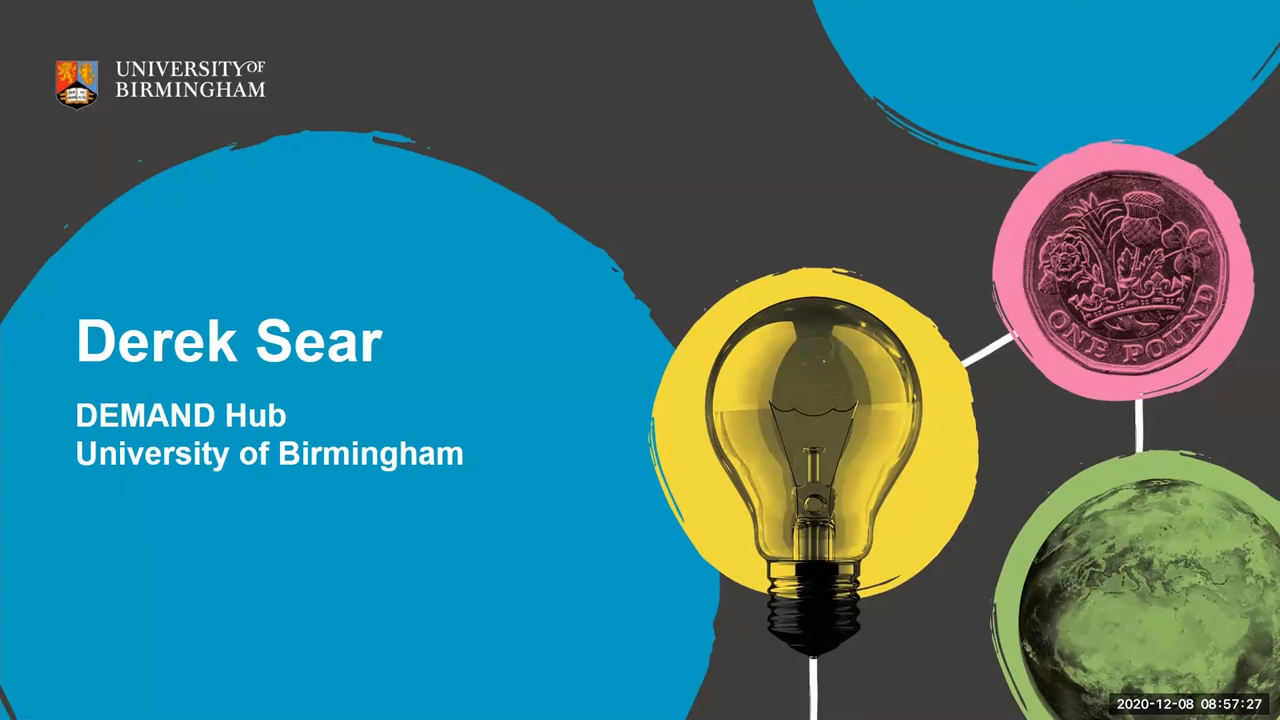 UNIVERSITY OF
BIRMINGHAM
Derek Sear
DEMAND Hub
University of Birmingham
ONE POUND
2020-12-08 08:57:27